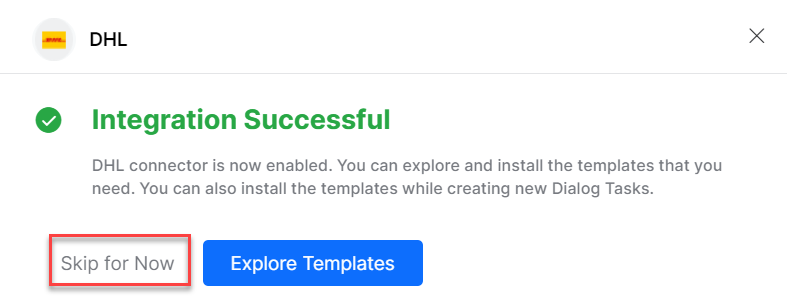 DHL
Integration Successful
DHL connector is now enabled. You can explore and install the templates that you
need. You can also install the templates while creating new Dialog Tasks.
Skip for Now
Explore Templates